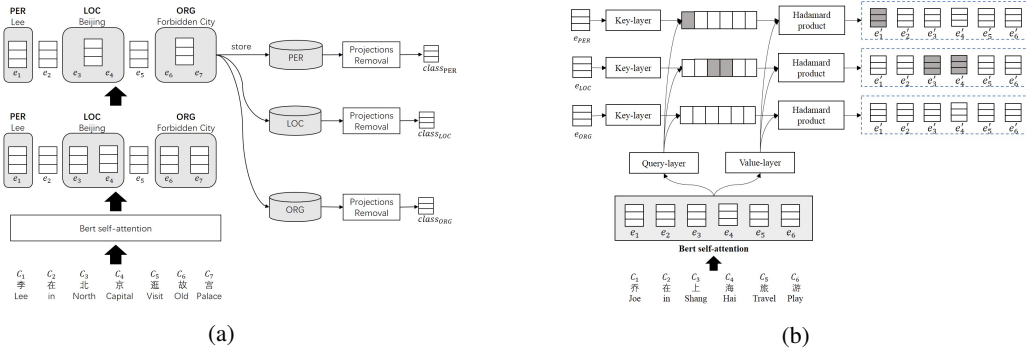 PER LOC ORG
Lee Beijing Forbidden City
e1 e2 e3 e4 e5 e6 e7
store
PER
Projections
Removal
classPER
PER LOC ORG
Lee Beijing Forbidden City
e1 e2 e3 e4 e5 e6 e7
LOC
Projections
Removal
classLOC
ORG
Projections
Removal
classORG
Bert self-attention
C1 C2 C3 C4 C5 C6 C7
季 在 北 京 逛 故 宫
Lee in North Capital Visit Old Palace
(a)
ePER
Key-layer
Hadamard
product
e′1 e′2 e′3 e′4 e′5 e′6
eLOC
Key-layer
Hadamard
product
e′1 e′2 e′3 e′4 e′5 e′6
eORG
Key-layer
Hadamard
product
e′1 e′2 e′3 e′4 e′5 e′6
Query-layer Value-layer
e1 e2 e3 e4 e5 e6
Bert self-attention
C1 C2 C3 C4 C5 C6
乔 在 上 海 旅 游
Joe in Shang Hai Travel Play
(b)